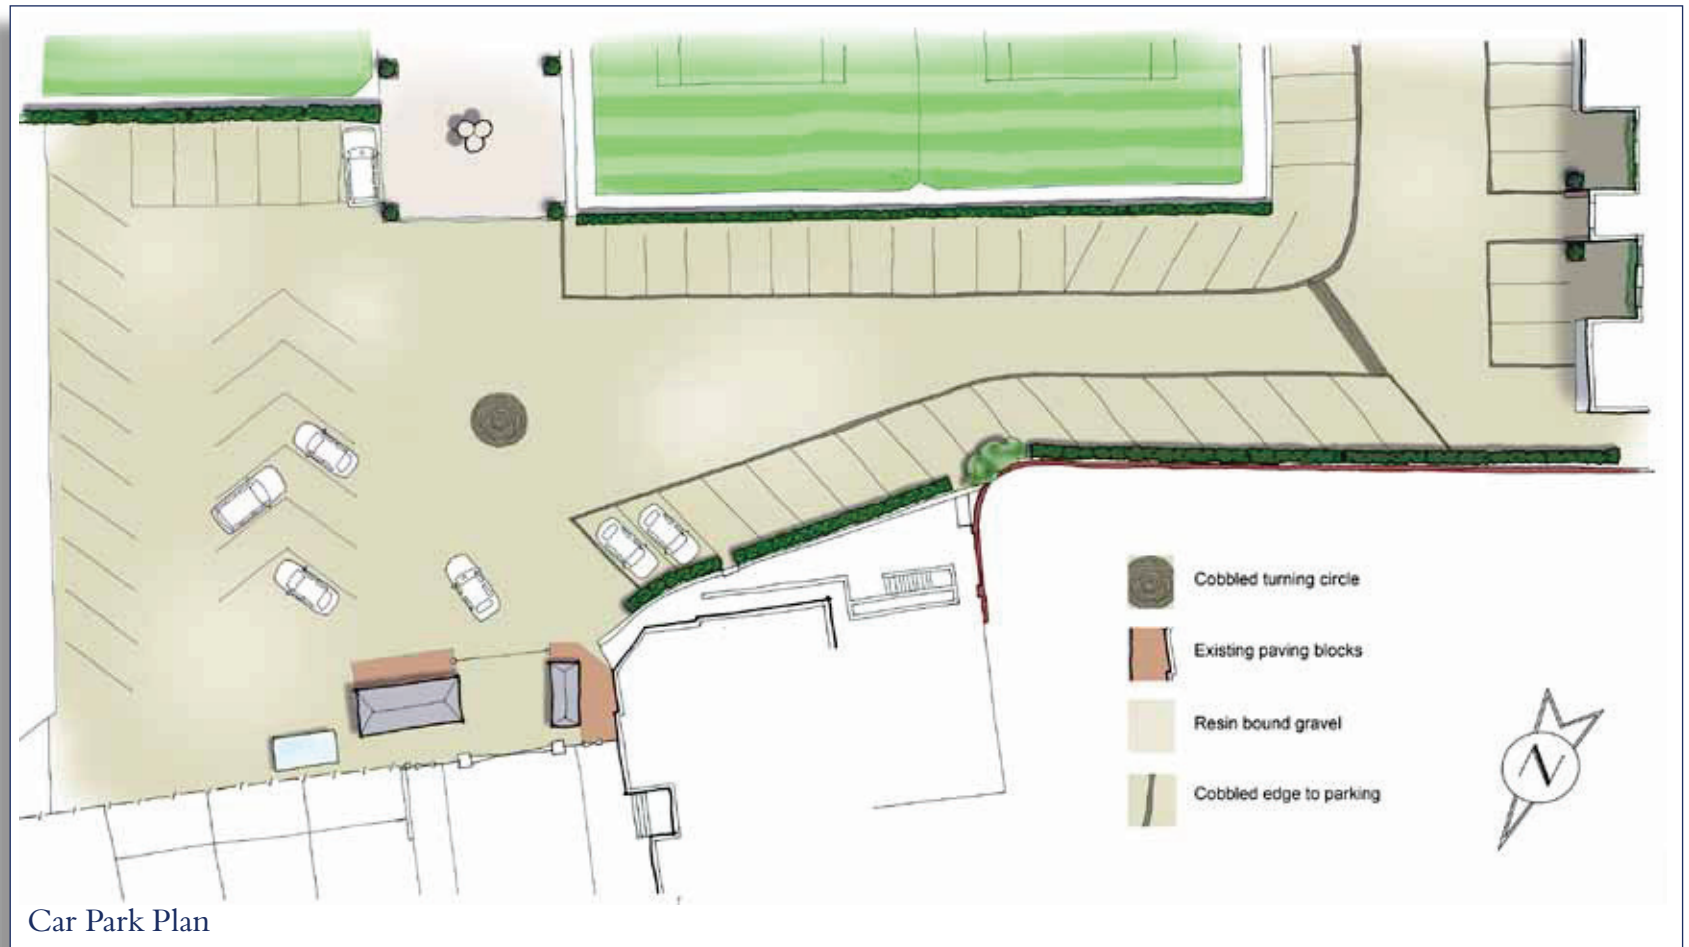 Cobbled turning circle
Existing paving blocks
Resin bound gravel
N
Cobbled edge to parking
Car Park Plan